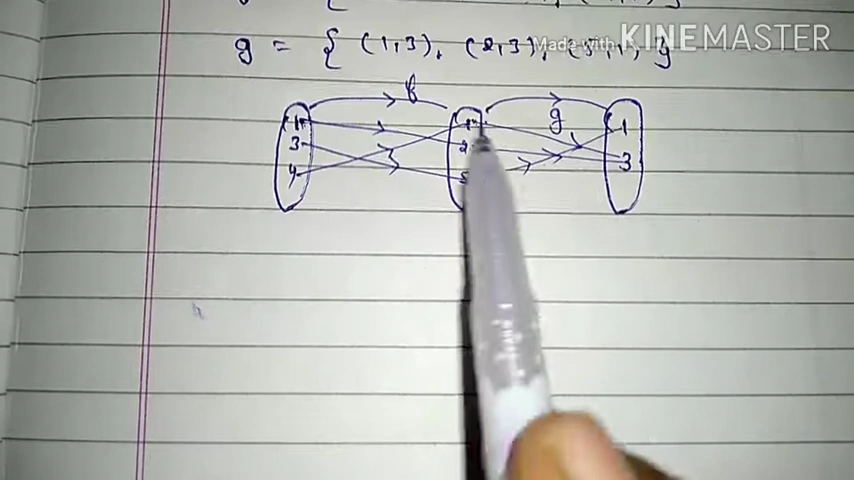 Made with KINEMASTER
g = { (1,3), (2,3), (5,1) }
f
g
1 1 1
3 2 3
4 5